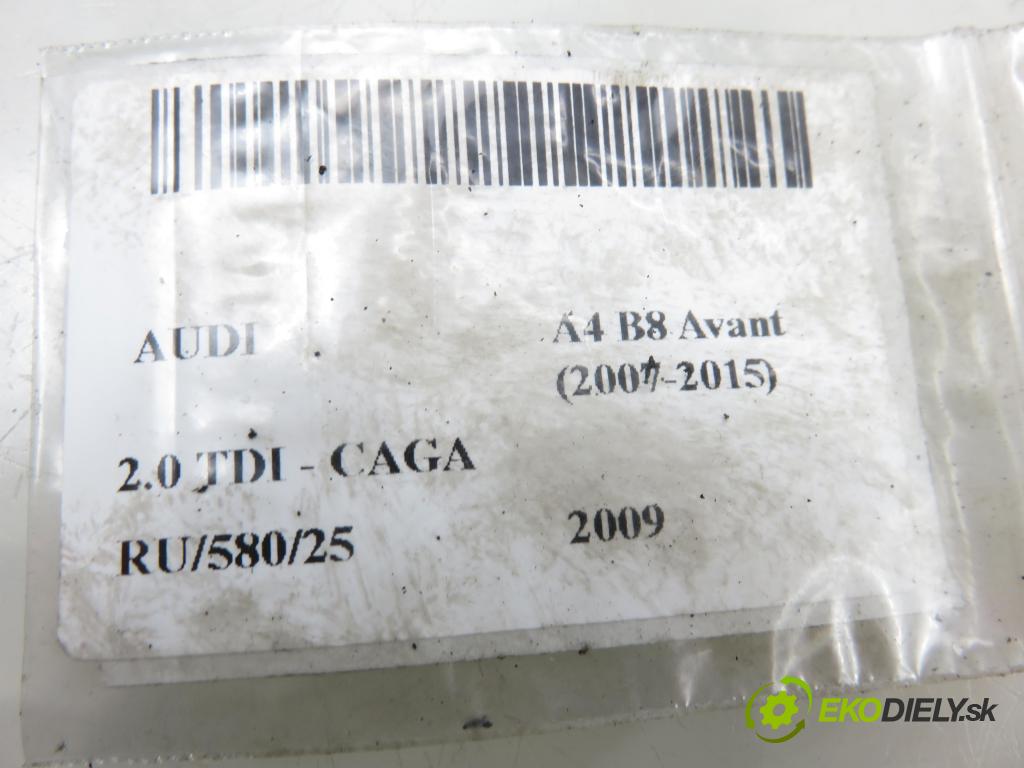 AUDI
A4 B8 Avant
(2007-2015)
2.0 TDI - CAGA
RU/580/25
2009
EKODIELY.sk